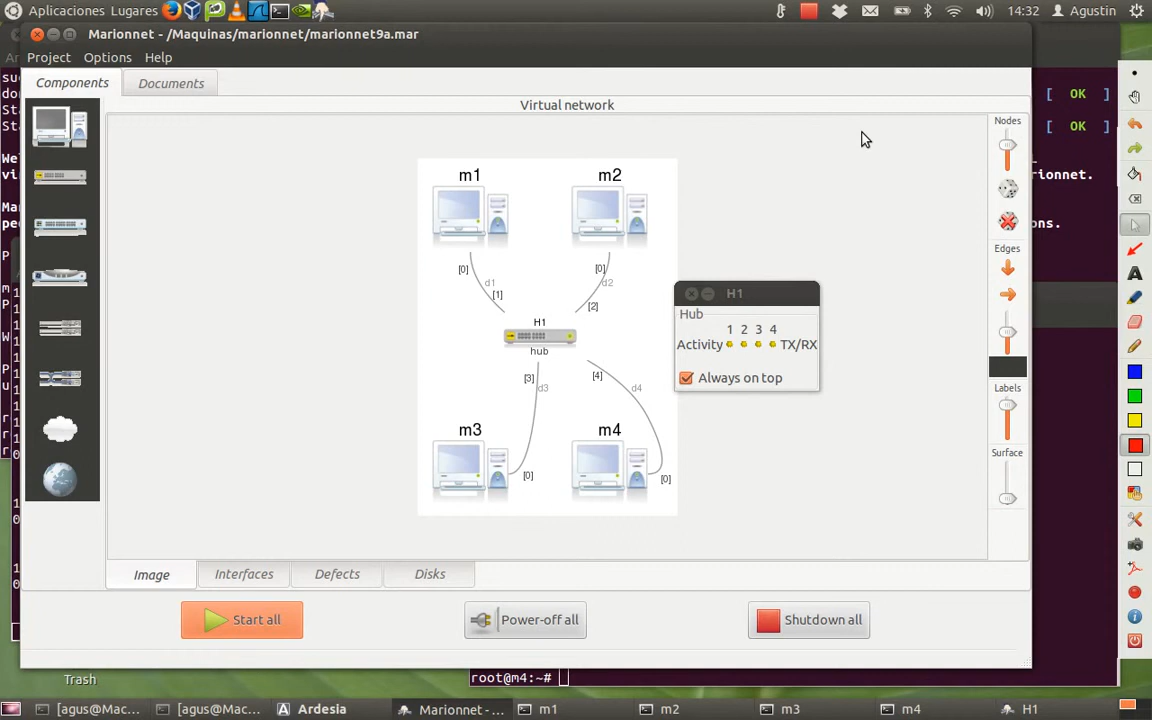 Aplicaciones Lugares
14:32
Agustin
Marionnet - /Maquinas/marionnet/marionnet9a.mar
Project Options Help
Components Documents
Virtual network
[ OK ]
[ OK ]
Nodes
Edges
Labels
Surface
m1 m2
[0] [0]
d1 d2
[1] [2]
H1
hub
[3] [4]
d3 d4
m3 m4
[0] [0]
H1
Hub
1 2 3 4
Activity TX/RX
Always on top
Image Interfaces Defects Disks
Start all Power-off all Shutdown all
ons.
Trash
root@m4:~#
[agus@Mac... [agus@Mac... Ardesia Marionnet -... m1 m2 m3 m4 H1